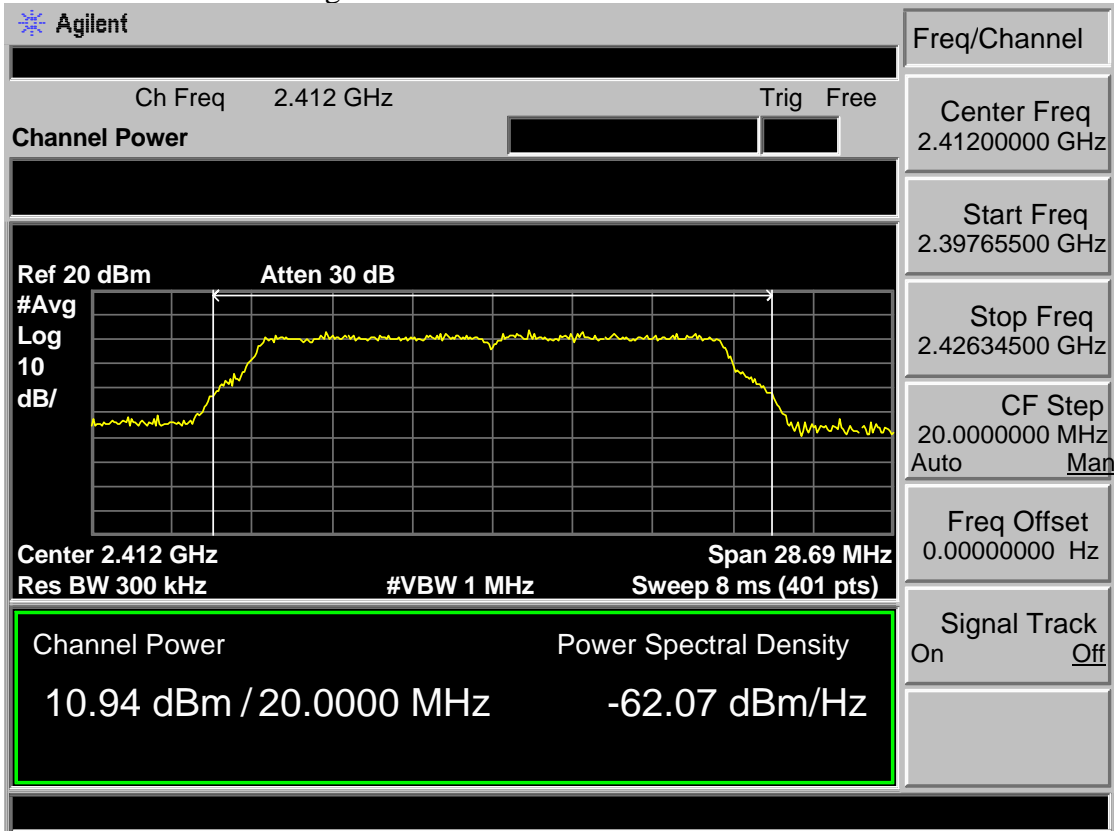 Agilent
Freq/Channel
Ch Freq 2.412 GHz Trig Free
Channel Power
Center Freq
2.41200000 GHz
Start Freq
2.39765500 GHz
Ref 20 dBm Atten 30 dB
#Avg
Log
10
dB/
Stop Freq
2.42634500 GHz
CF Step
20.0000000 MHz
Auto Man
Freq Offset
0.00000000 Hz
Center 2.412 GHz Span 28.69 MHz
Res BW 300 kHz #VBW 1 MHz Sweep 8 ms (401 pts)
Signal Track
On Off
Channel Power Power Spectral Density
10.94 dBm / 20.0000 MHz -62.07 dBm/Hz